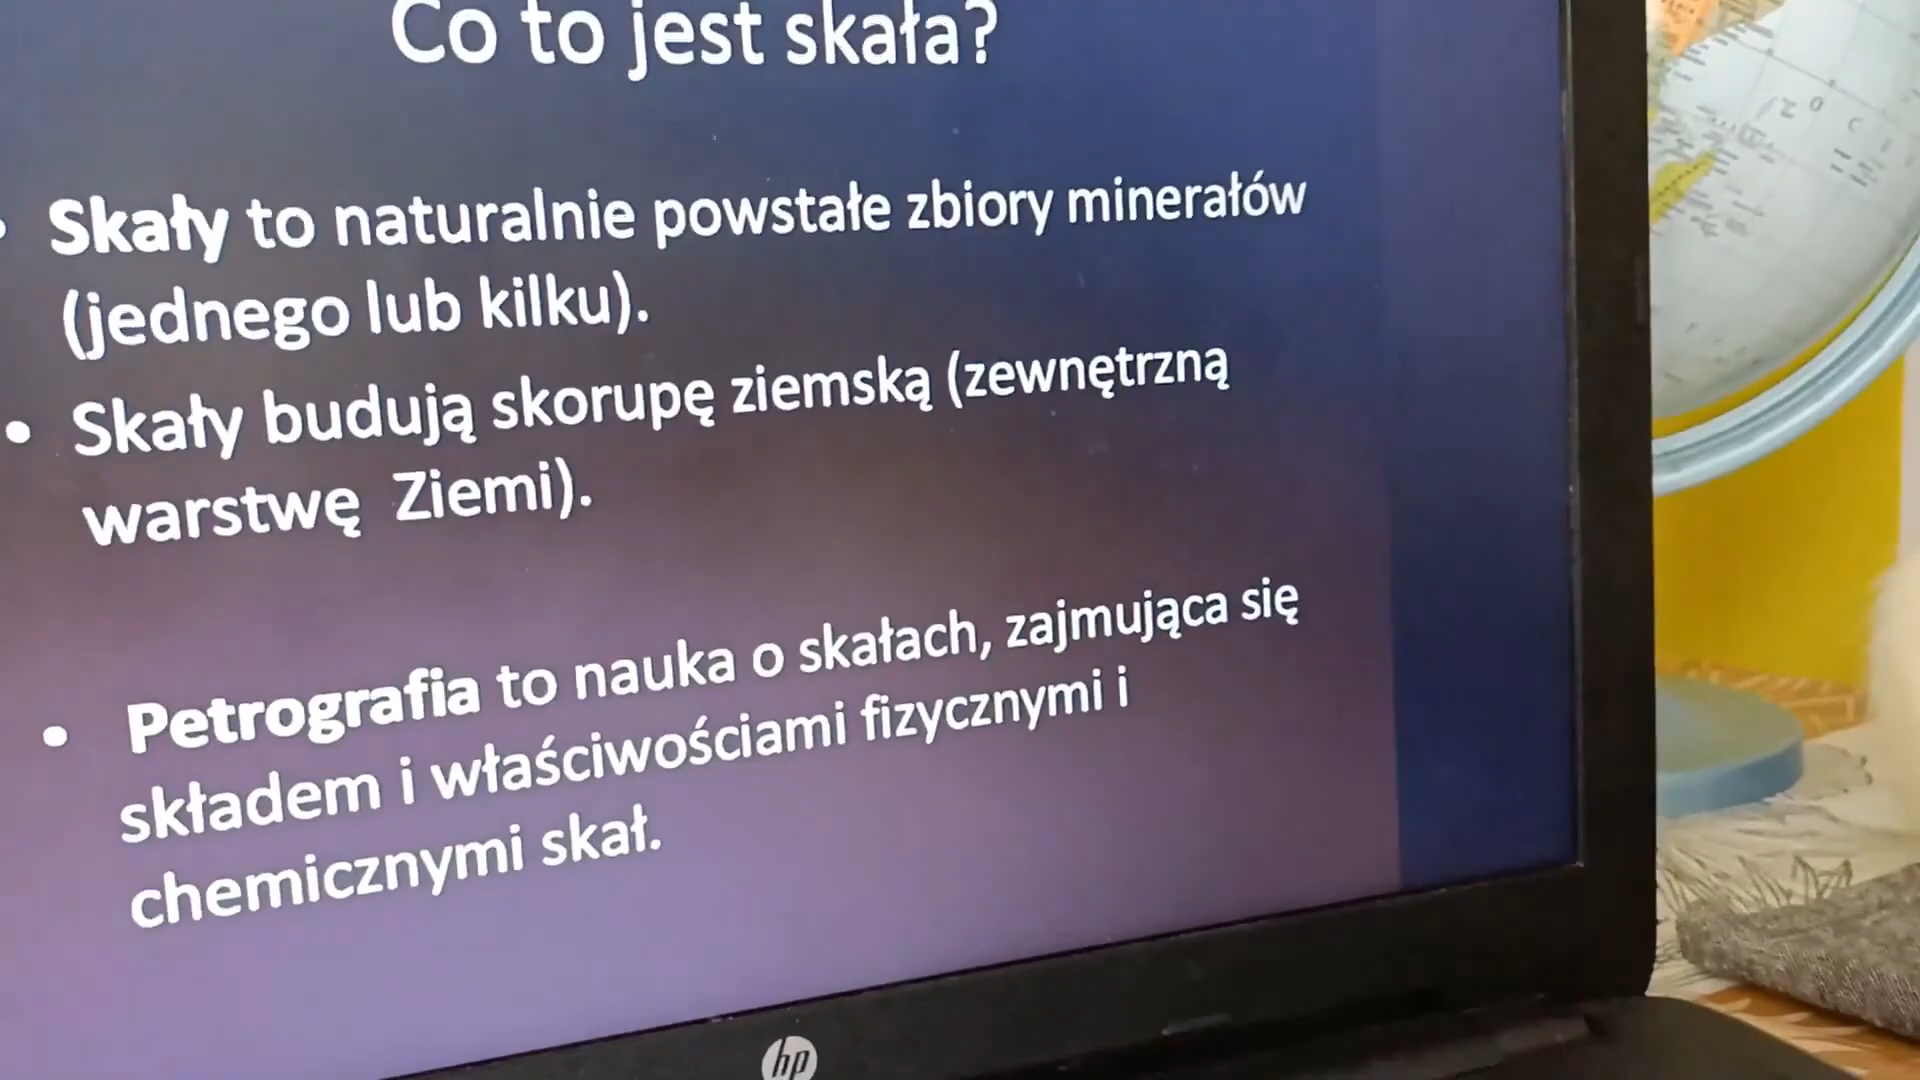 Co to jest skała?
• Skały to naturalnie powstałe zbiory minerałów
(jednego lub kilku).
• Skały budują skorupę ziemską (zewnętrzną
warstwę Ziemi).
• Petrografia to nauka o skałach, zajmująca się
składem i właściwościami fizycznymi i
chemicznymi skał.
hp